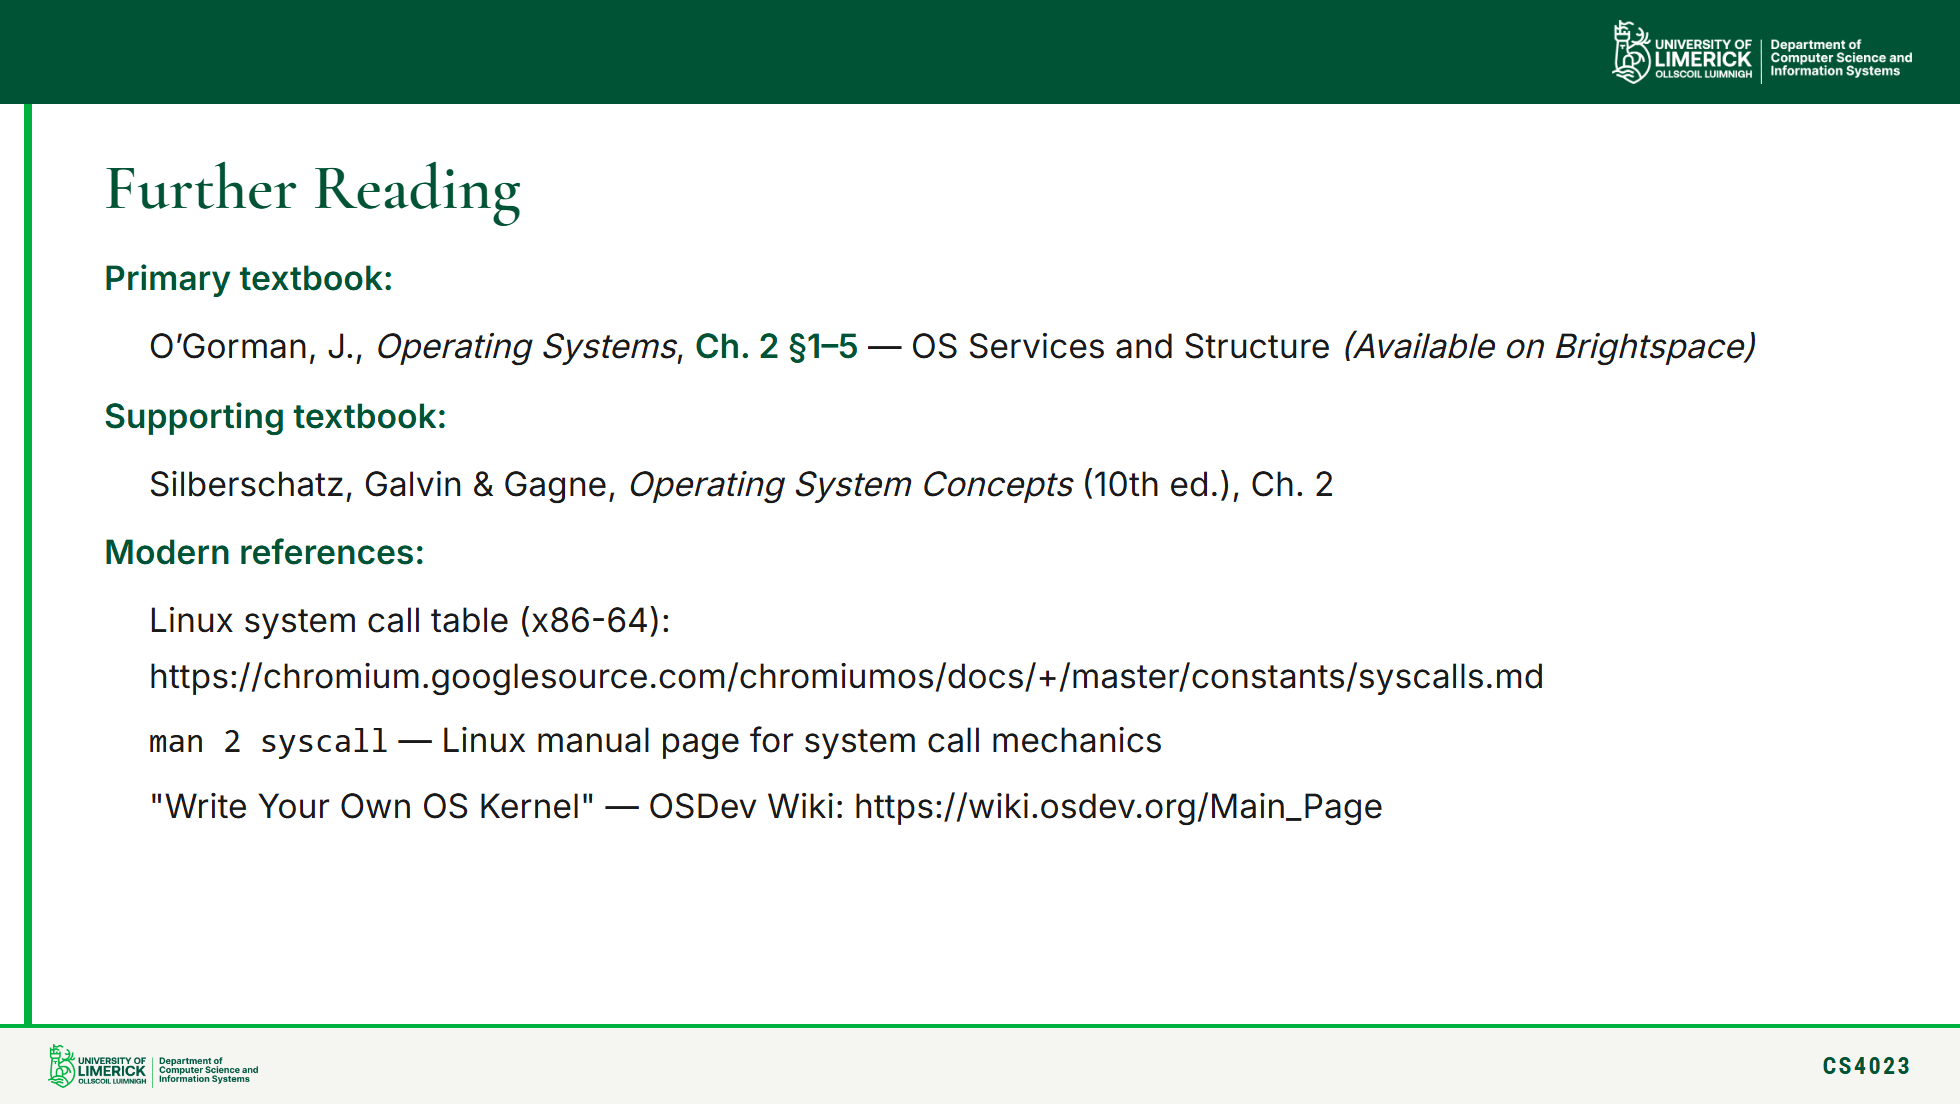 UNIVERSITY OF
LIMERICK
OLLSCOIL LUIMNIGH
Department of
Computer Science and
Information Systems
Further Reading
Primary textbook:
O’Gorman, J., Operating Systems, Ch. 2 §1–5 — OS Services and Structure (Available on Brightspace)
Supporting textbook:
Silberschatz, Galvin & Gagne, Operating System Concepts (10th ed.), Ch. 2
Modern references:
Linux system call table (x86-64):
https://chromium.googlesource.com/chromiumos/docs/+/master/constants/syscalls.md
man 2 syscall — Linux manual page for system call mechanics
"Write Your Own OS Kernel" — OSDev Wiki: https://wiki.osdev.org/Main_Page
UNIVERSITY OF
LIMERICK
OLLSCOIL LUIMNIGH
Department of
Computer Science and
Information Systems
CS4023